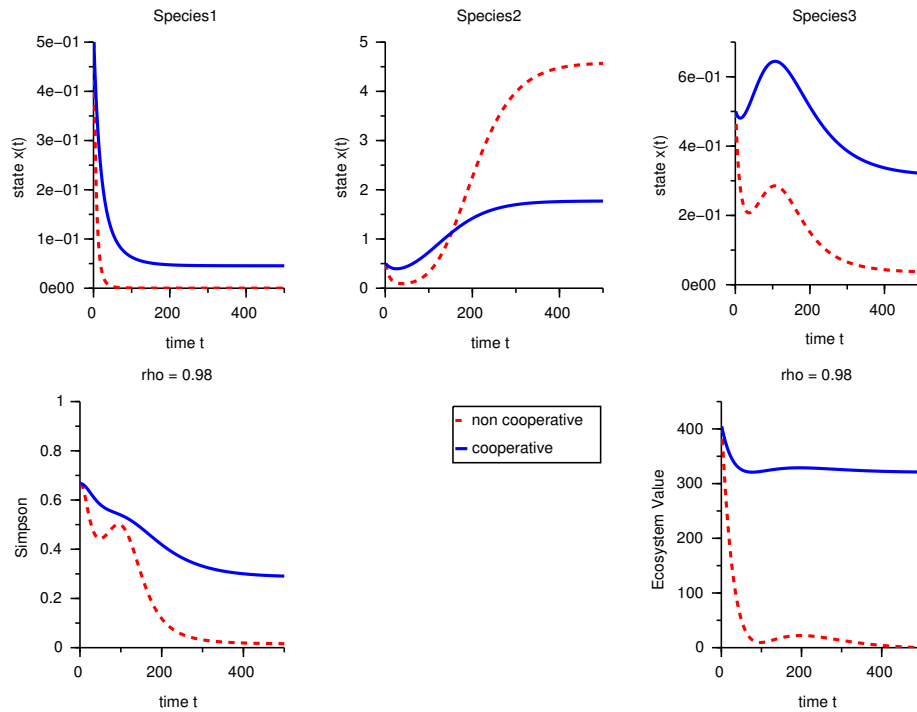 Species1
5e−01
4e−01
3e−01
2e−01
1e−01
0e00
state x(t)
0
200
400
time t
Species2
5
4
3
2
1
0
state x(t)
0
200
400
time t
Species3
6e−01
4e−01
2e−01
0e00
state x(t)
0
200
400
time t
rho = 0.98
1
0.8
0.6
0.4
0.2
0
Simpson
0
200
400
time t
non cooperative
cooperative
rho = 0.98
400
300
200
100
0
Ecosystem Value
0
200
400
time t